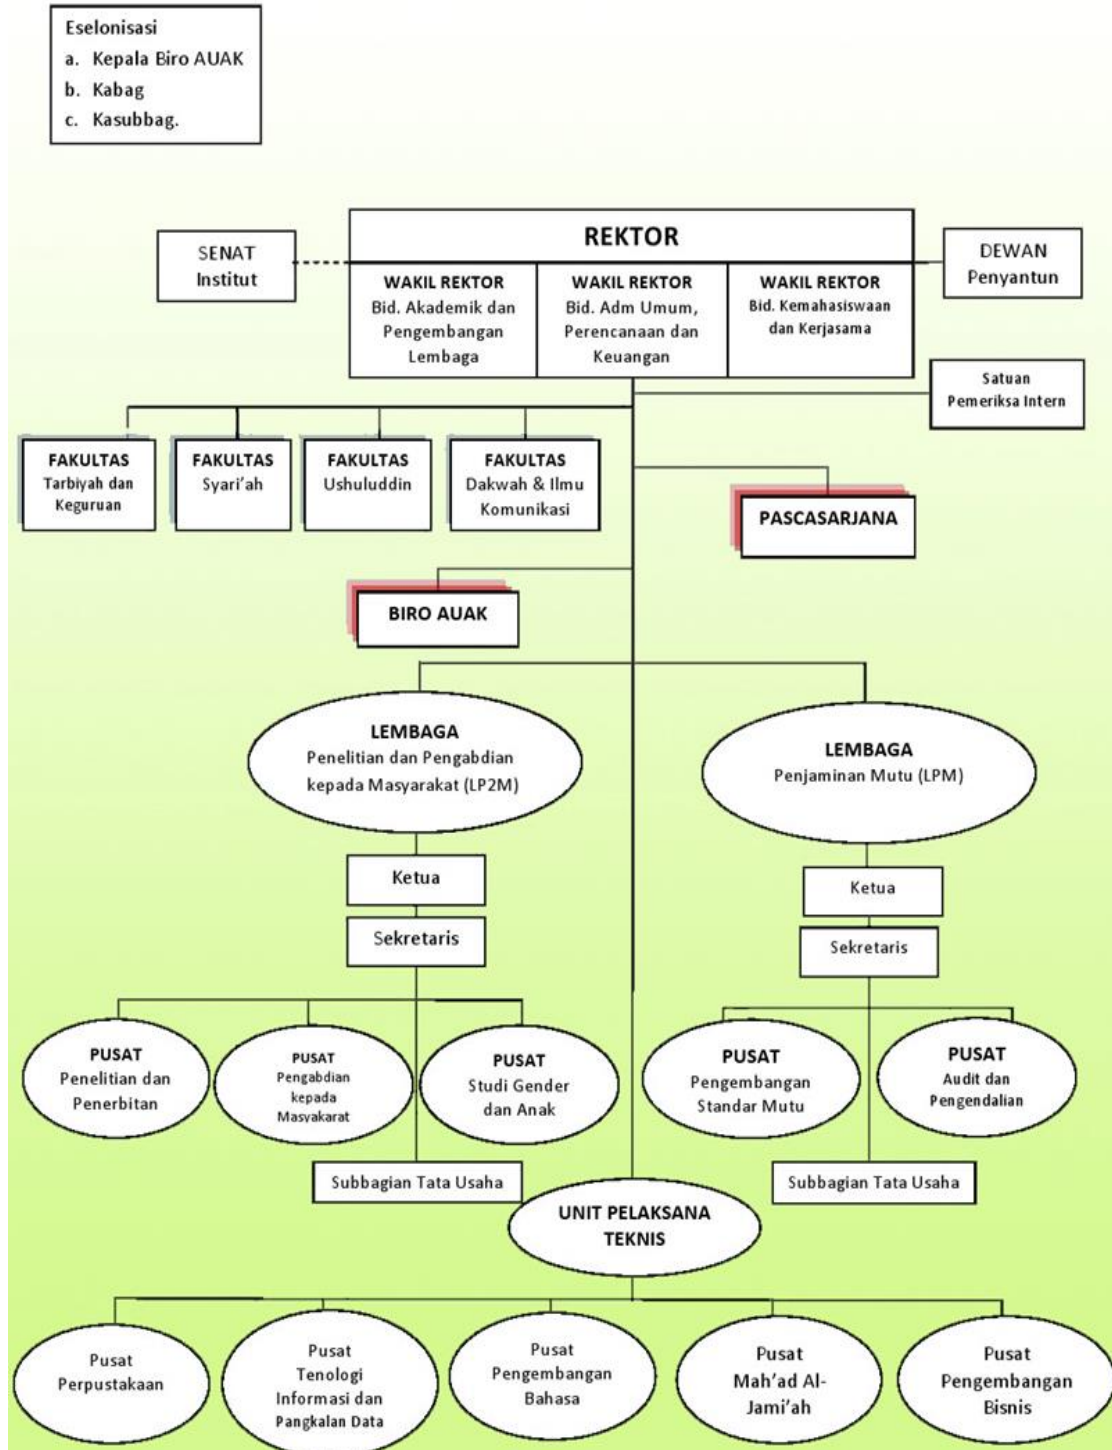 Eselonisasi
a. Kepala Biro AUAK
b. Kabag
c. Kasubbag.
REKTOR
SENAT
Institut
DEWAN
Penyantun
WAKIL REKTOR
Bid. Akademik dan
Pengembangan
Lembaga
WAKIL REKTOR
Bid. Adm Umum,
Perencanaan dan
Keuangan
WAKIL REKTOR
Bid. Kemahasiswaan
dan Kerjasama
Satuan
Pemeriksa Intern
FAKULTAS
Tarbiyah dan
Keguruan
FAKULTAS
Syari'ah
FAKULTAS
Ushuluddin
FAKULTAS
Dakwah & Ilmu
Komunikasi
PASCASARJANA
BIRO AUAK
LEMBAGA
Penelitian dan Pengabdian
kepada Masyarakat (LP2M)
LEMBAGA
Penjaminan Mutu (LPM)
Ketua
Sekretaris
Ketua
Sekretaris
PUSAT
Penelitian dan
Penerbitan
PUSAT
Pengabdian
kepada
Masyakarat
PUSAT
Studi Gender
dan Anak
PUSAT
Pengembangan
Standar Mutu
PUSAT
Audit dan
Pengendalian
Subbagian Tata Usaha
Subbagian Tata Usaha
UNIT PELAKSANA
TEKNIS
Pusat
Perpustakaan
Pusat
Tenologi
Informasi dan
Pangkalan Data
Pusat
Pengembangan
Bahasa
Pusat
Mah'ad Al-
Jami'ah
Pusat
Pengembangan
Bisnis